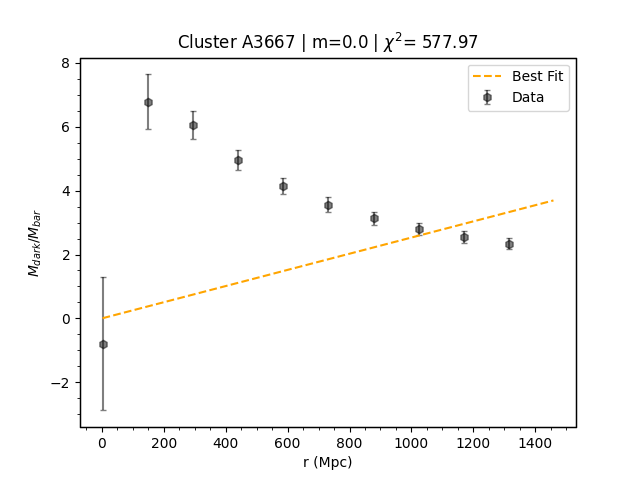 Cluster A3667 | m=0.0 | χ²= 577.97
Best Fit
Data
8
6
4
2
0
−2
M_dark/M_bar
0 200 400 600 800 1000 1200 1400
r (Mpc)